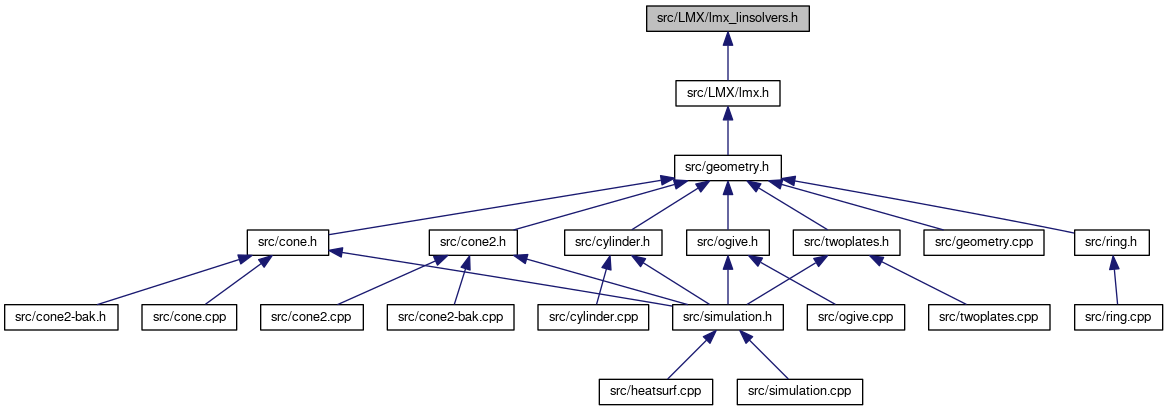 src/LMX/lmx_linsolvers.h
src/LMX/lmx.h
src/geometry.h
src/cone.h
src/cone2.h
src/cylinder.h
src/ogive.h
src/twoplates.h
src/geometry.cpp
src/ring.h
src/cone2-bak.h
src/cone.cpp
src/cone2.cpp
src/cone2-bak.cpp
src/cylinder.cpp
src/simulation.h
src/ogive.cpp
src/twoplates.cpp
src/ring.cpp
src/heatsurf.cpp
src/simulation.cpp